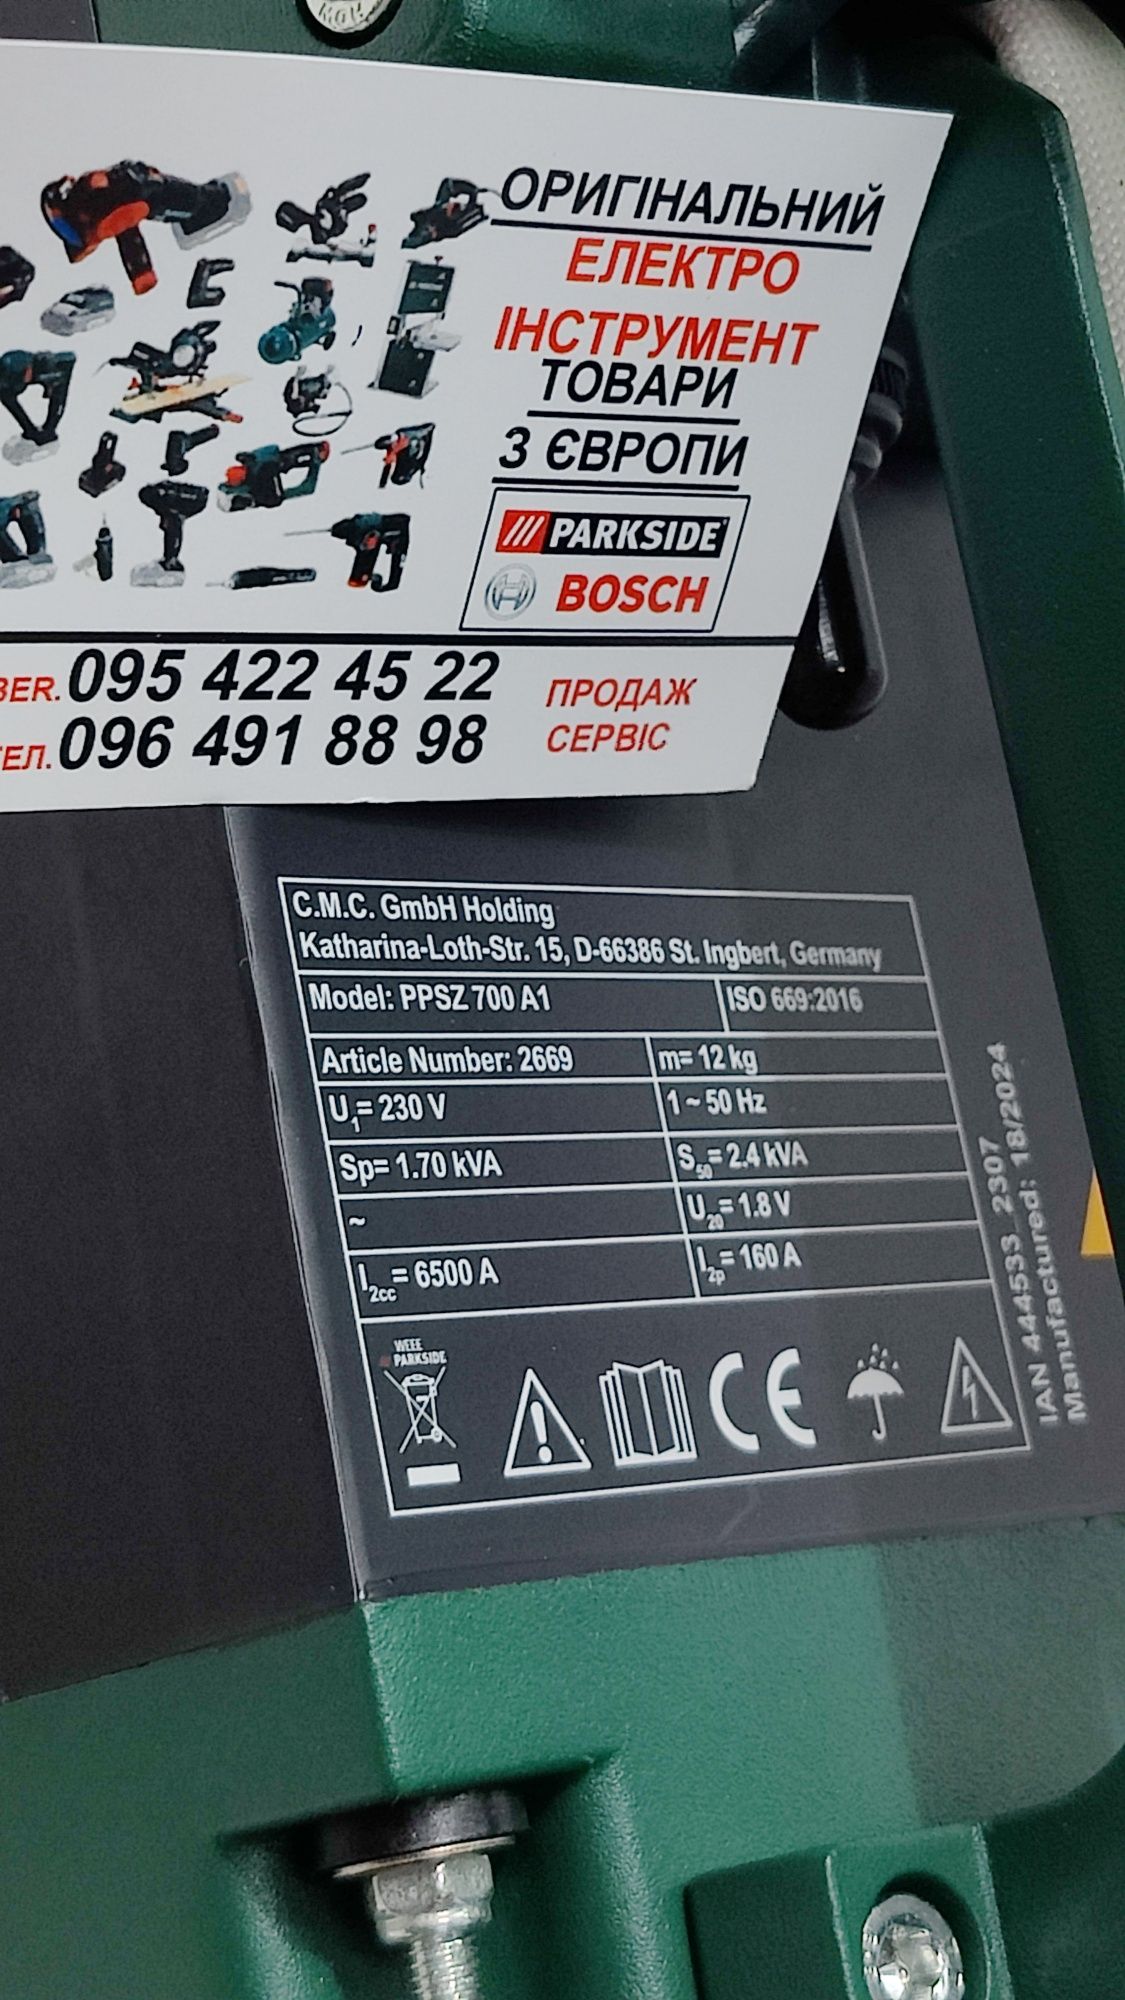 ОРИГІНАЛЬНИЙ
ЕЛЕКТРО
ІНСТРУМЕНТ
ТОВАРИ
З ЄВРОПИ
PARKSIDE
BOSCH
BER. 095 422 45 22
ТЕЛ. 096 491 88 98
ПРОДАЖ
СЕРВІС
C.M.C. GmbH Holding
Katharina-Loth-Str. 15, D-66386 St. Ingbert, Germany
Model: PPSZ 700 A1 ISO 669:2016
Article Number: 2669 m= 12 kg
U1= 230 V 1 ~ 50 Hz
Sp= 1.70 kVA S50= 2.4 kVA
~ U20= 1.8 V
I2cc= 6500 A I2p= 160 A
WEEE
PARKSIDE
CE
IAN 444533_2307
Manufactured: 18/2024